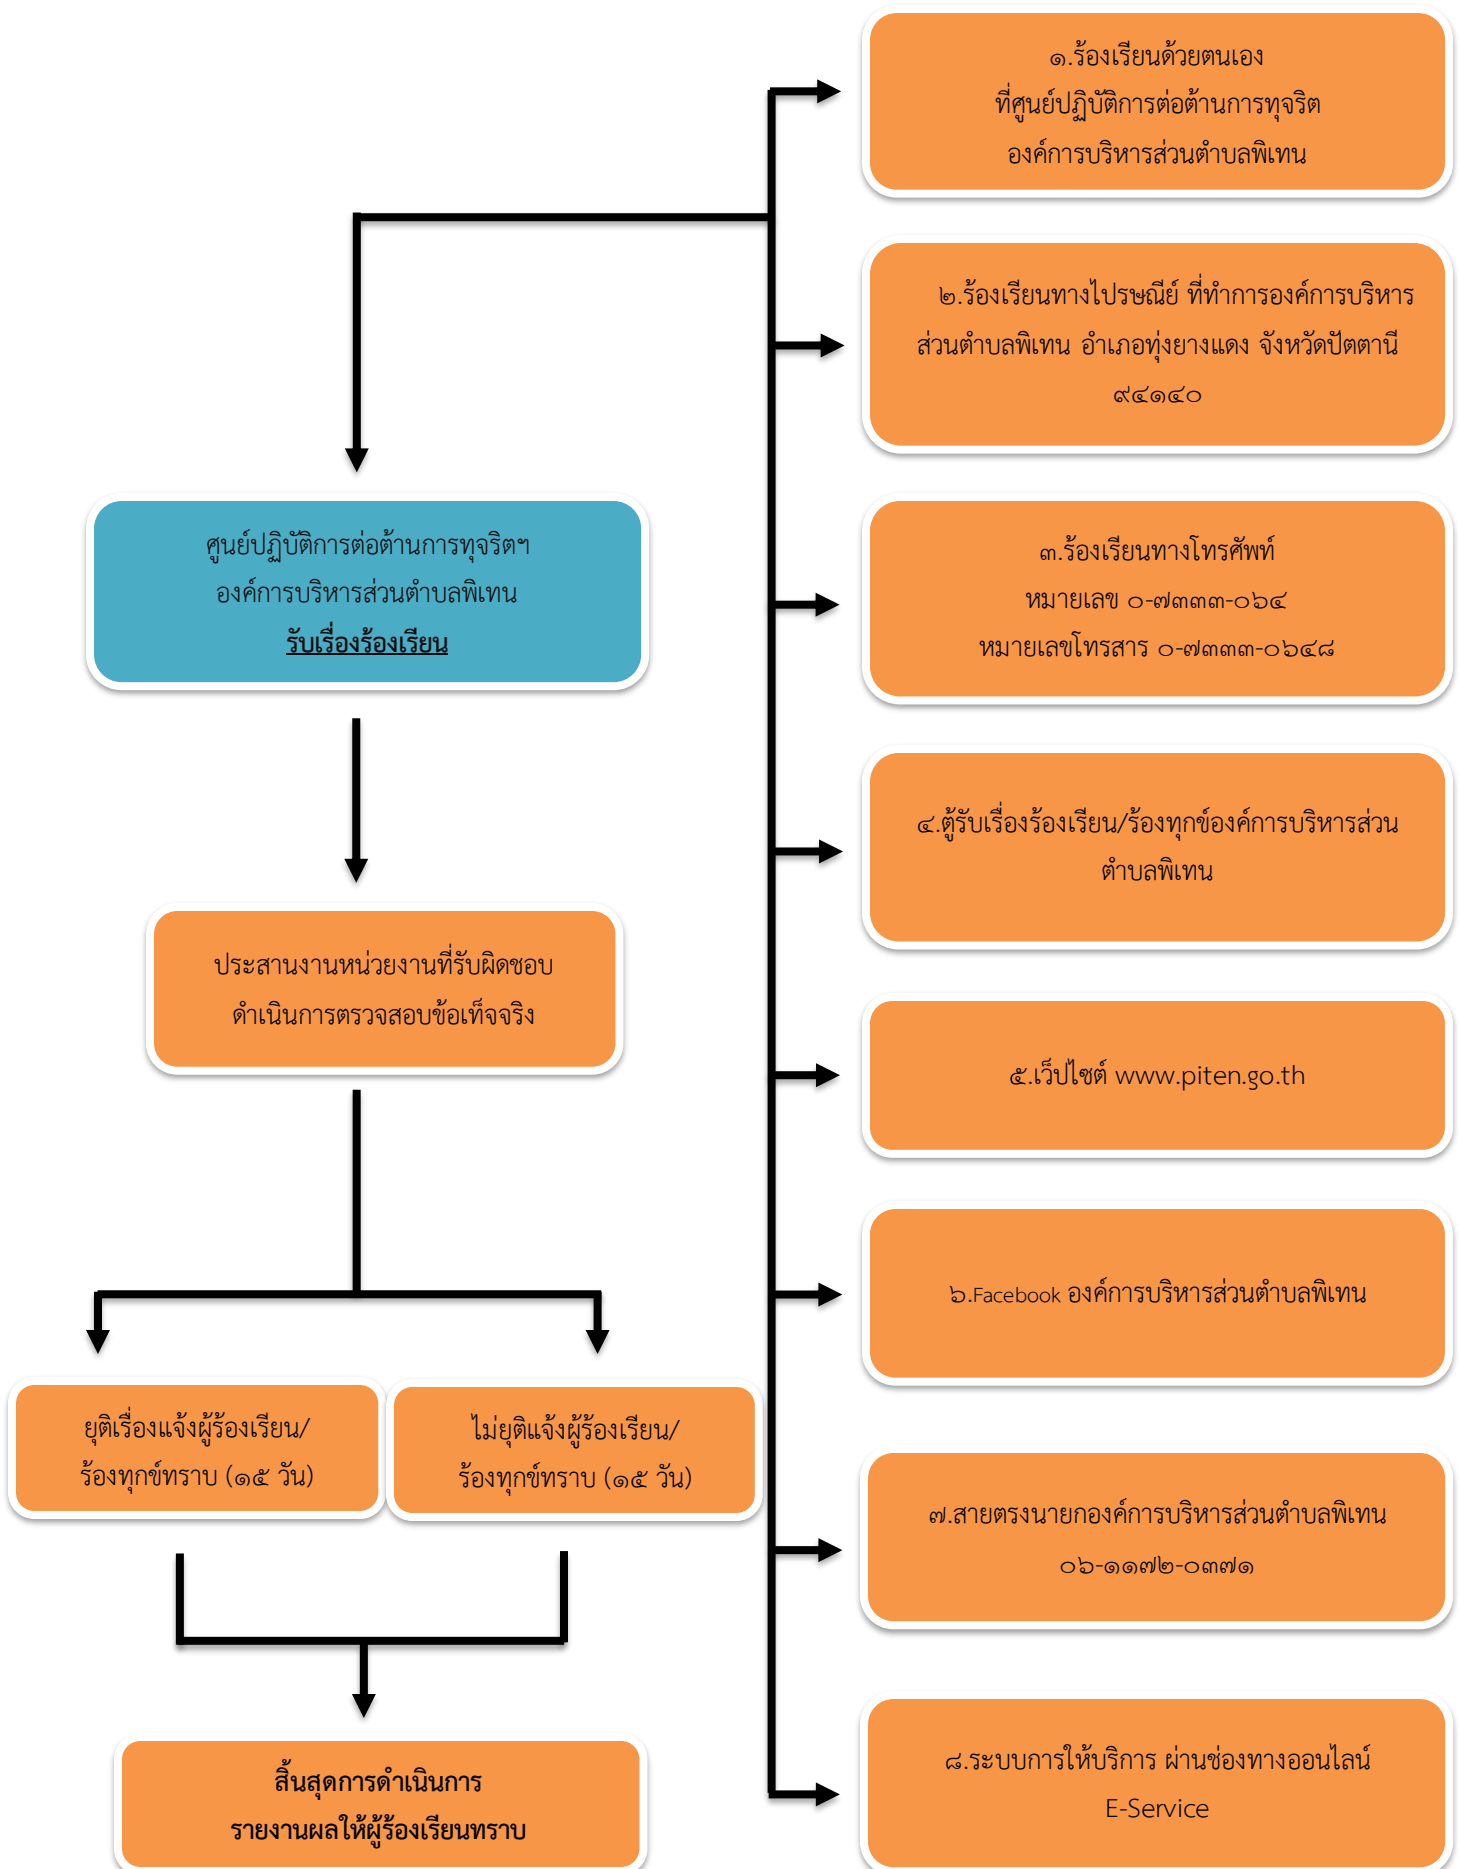 ๑.ร้องเรียนด้วยตนเอง
ที่ศูนย์ปฏิบัติการต่อต้านการทุจริต
องค์การบริหารส่วนตำบลพิเทน
๒.ร้องเรียนทางไปรษณีย์ ที่ทำการองค์การบริหาร
ส่วนตำบลพิเทน อำเภอทุ่งยางแดง จังหวัดปัตตานี
๙๔๑๔๐
๓.ร้องเรียนทางโทรศัพท์
หมายเลข ๐-๗๓๓๓-๐๖๔
หมายเลขโทรสาร ๐-๗๓๓๓-๐๖๔๘
๔.ตู้รับเรื่องร้องเรียน/ร้องทุกข์องค์การบริหารส่วน
ตำบลพิเทน
๕.เว็ปไซต์ www.piten.go.th
๖.Facebook องค์การบริหารส่วนตำบลพิเทน
๗.สายตรงนายกองค์การบริหารส่วนตำบลพิเทน
๐๖-๑๑๗๒-๐๓๗๑
๘.ระบบการให้บริการ ผ่านช่องทางออนไลน์
E-Service
ศูนย์ปฏิบัติการต่อต้านการทุจริตฯ
องค์การบริหารส่วนตำบลพิเทน
รับเรื่องร้องเรียน
ประสานงานหน่วยงานที่รับผิดชอบ
ดำเนินการตรวจสอบข้อเท็จจริง
ยุติเรื่องแจ้งผู้ร้องเรียน/
ร้องทุกข์ทราบ (๑๕ วัน)
ไม่ยุติแจ้งผู้ร้องเรียน/
ร้องทุกข์ทราบ (๑๕ วัน)
สิ้นสุดการดำเนินการ
รายงานผลให้ผู้ร้องเรียนทราบ